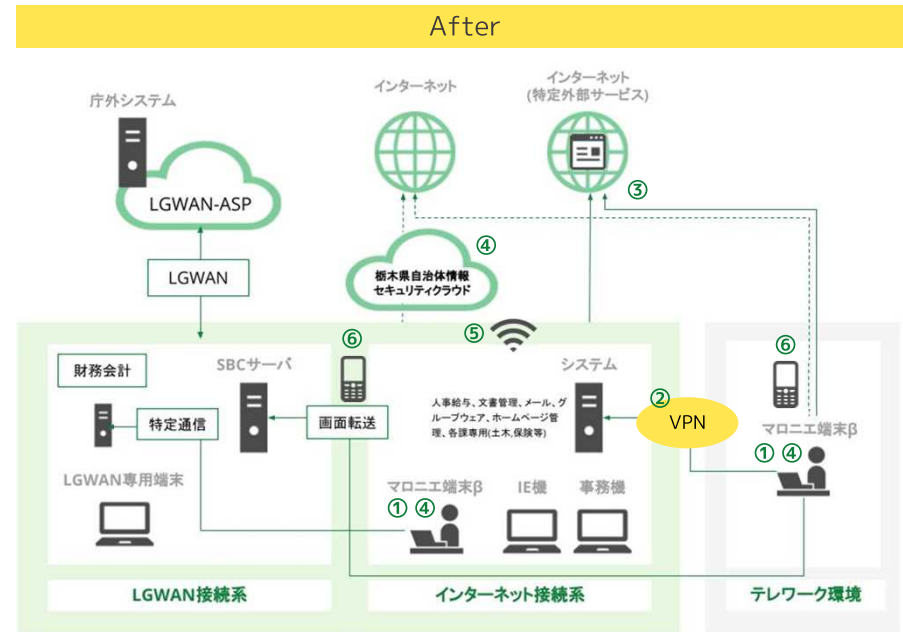 After
庁外システム
LGWAN-ASP
LGWAN
インターネット
インターネット
(特定外部サービス)
③
④
栃木県自治体情報
セキュリティクラウド
⑤
⑥
財務会計
SBCサーバ
特定通信
画面転送
LGWAN専用端末
システム
人事給与、文書管理、メール、グ
ループウェア、ホームページ管
理、各課専用(土木,保険等)
②
VPN
マロニエ端末β
① ④
IE機
事務機
⑥
マロニエ端末β
① ④
LGWAN接続系
インターネット接続系
テレワーク環境